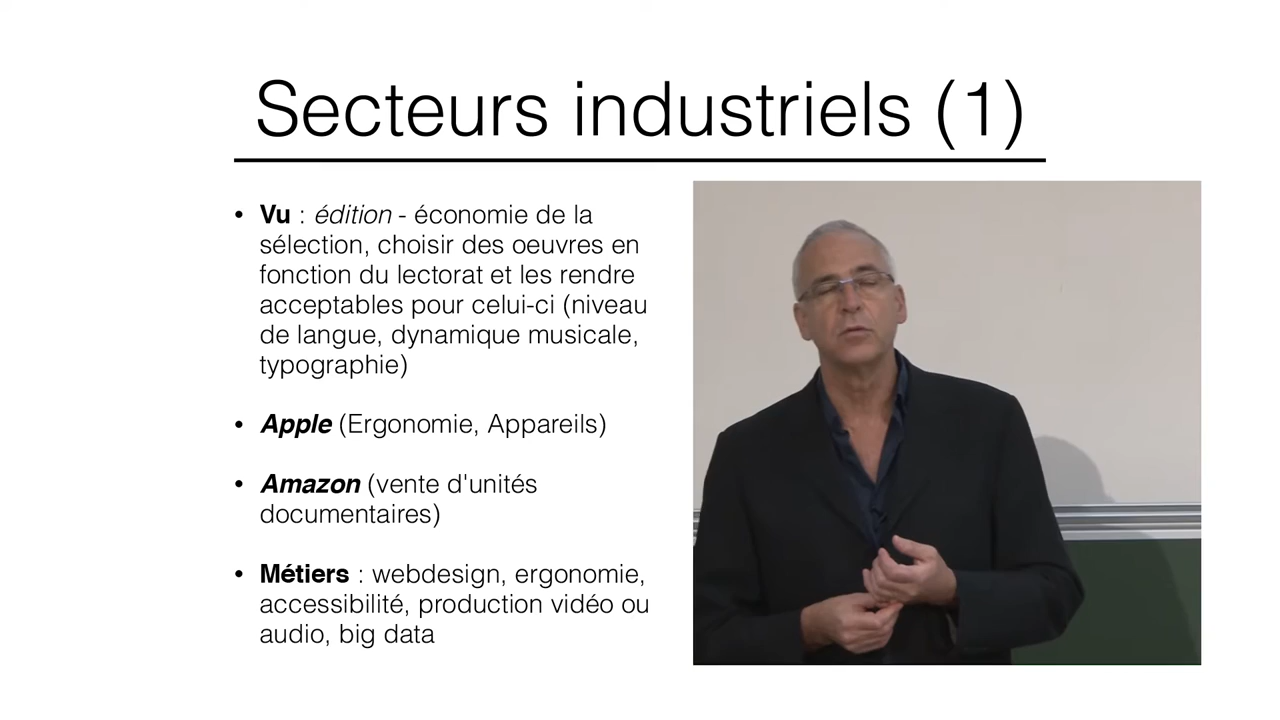 Secteurs industriels (1)
• Vu : édition - économie de la
sélection, choisir des oeuvres en
fonction du lectorat et les rendre
acceptables pour celui-ci (niveau
de langue, dynamique musicale,
typographie)
• Apple (Ergonomie, Appareils)
• Amazon (vente d'unités
documentaires)
• Métiers : webdesign, ergonomie,
accessibilité, production vidéo ou
audio, big data